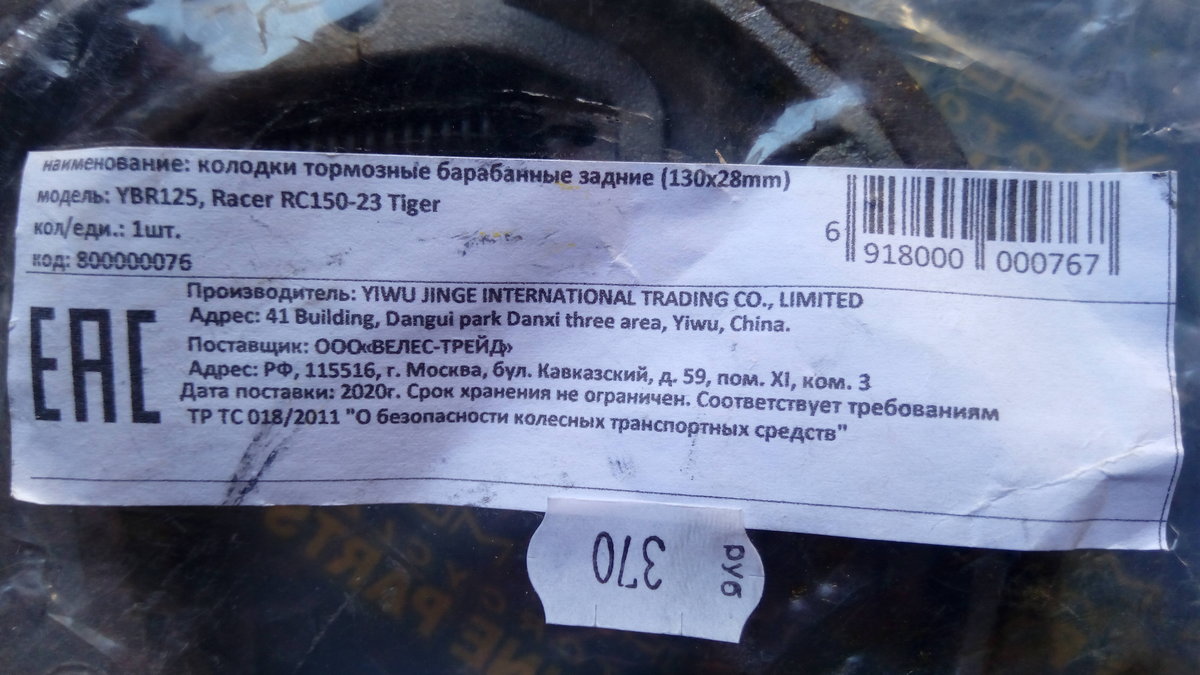 наименование: колодки тормозные барабанные задние (130x28mm)
модель: YBR125, Racer RC150-23 Tiger
кол/еди.: 1шт.
код: 800000076
6 918000 000767
EAC
Производитель: YIWU JINGE INTERNATIONAL TRADING CO., LIMITED
Адрес: 41 Building, Dangui park Danxi three area, Yiwu, China.
Поставщик: ООО«ВЕЛЕС-ТРЕЙД»
Адрес: РФ, 115516, г. Москва, бул. Кавказский, д. 59, пом. XI, ком. 3
Дата поставки: 2020г. Срок хранения не ограничен. Соответствует требованиям
ТР ТС 018/2011 "О безопасности колесных транспортных средств"
руб
370
PARTS